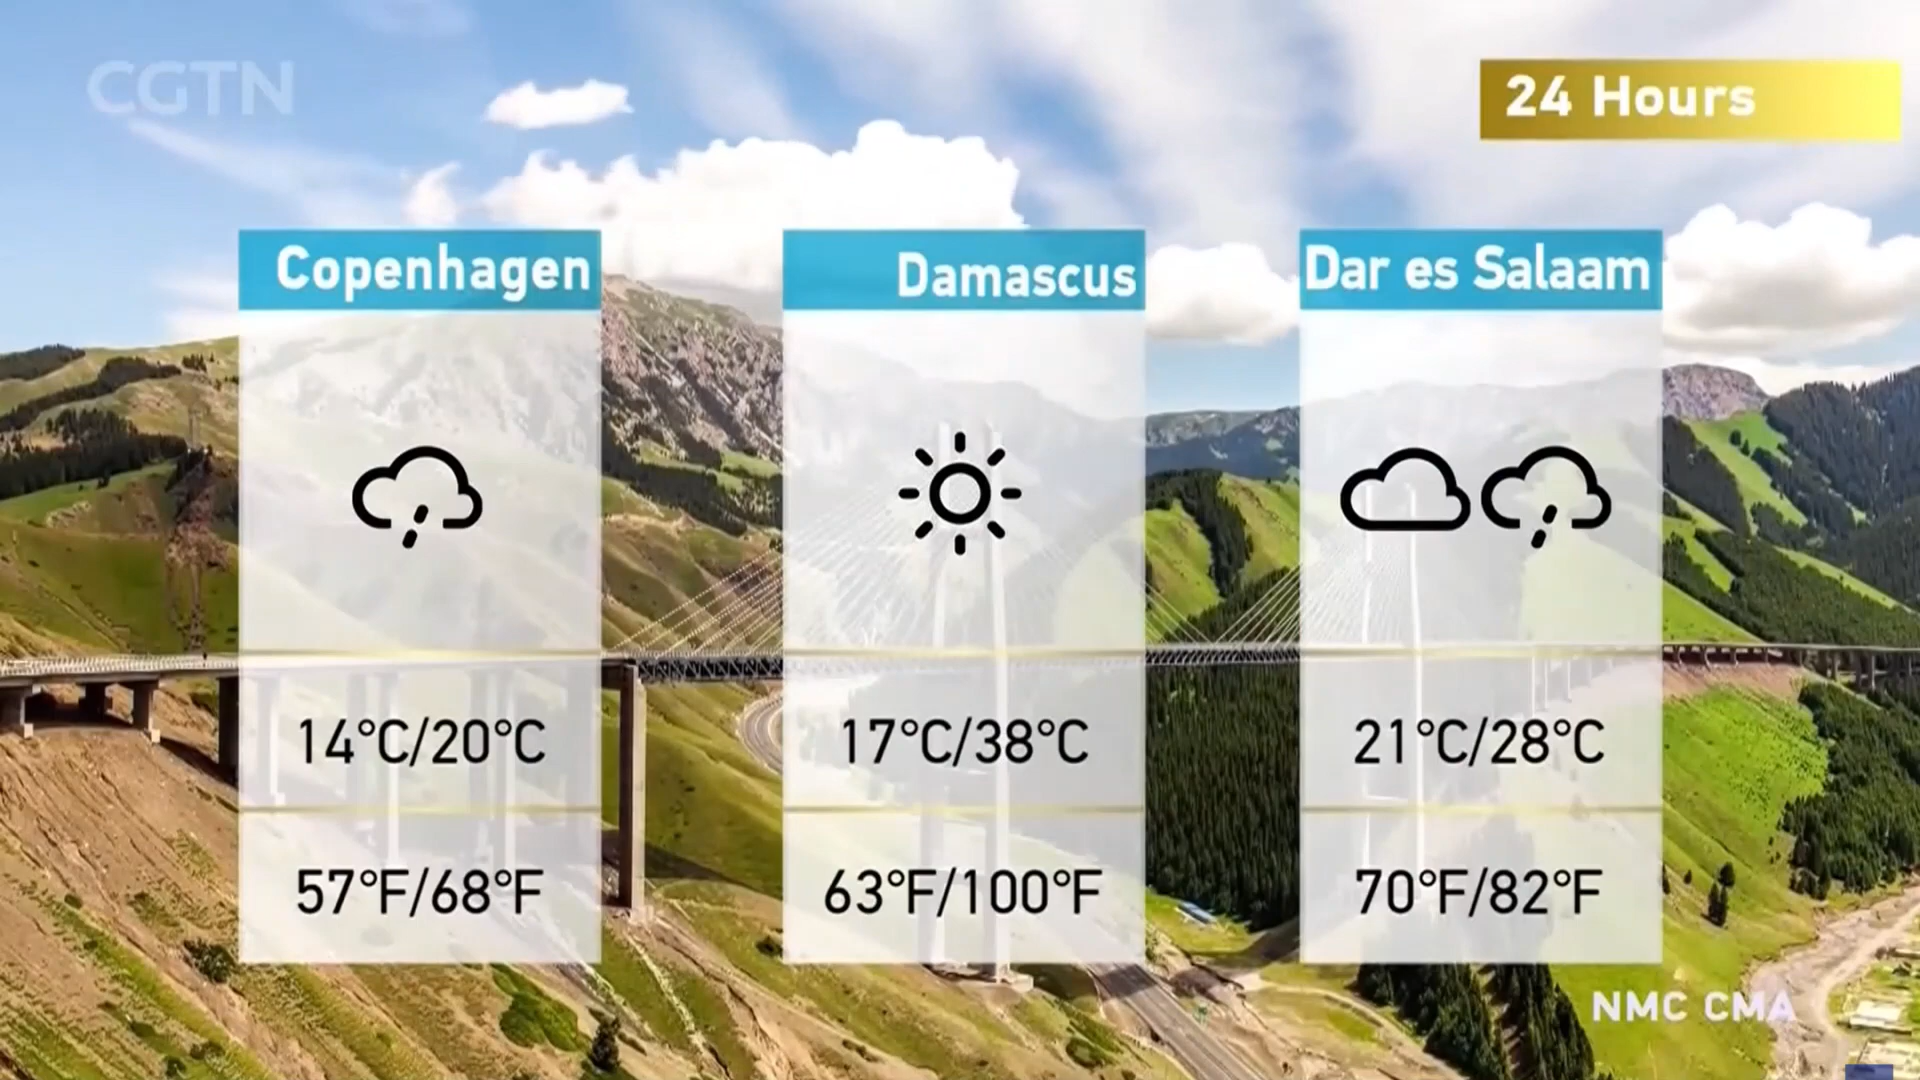 CGTN
24 Hours
Copenhagen
Damascus
Dar es Salaam
14°C/20°C
17°C/38°C
21°C/28°C
57°F/68°F
63°F/100°F
70°F/82°F
NMC CMA